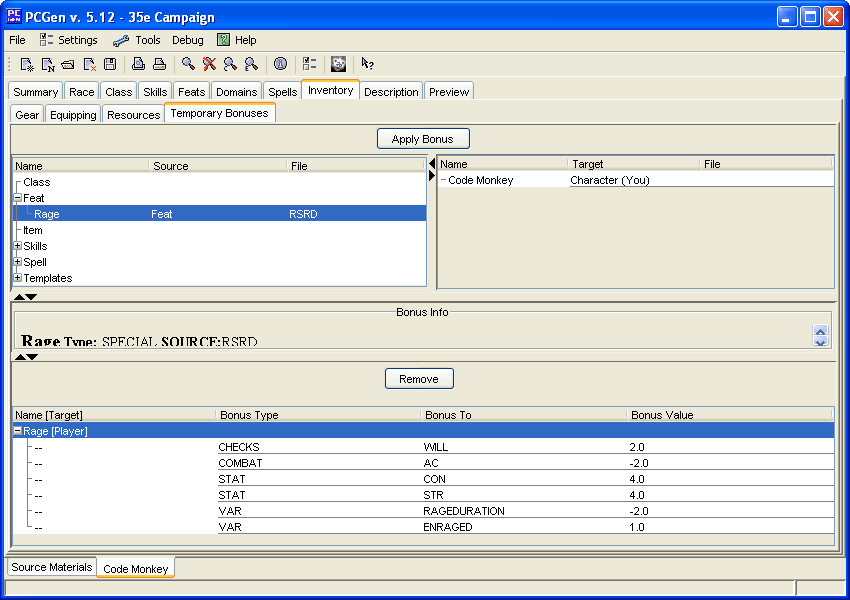 PCGen v. 5.12 - 35e Campaign
File Settings Tools Debug Help
Summary Race Class Skills Feats Domains Spells Inventory Description Preview
Gear Equipping Resources Temporary Bonuses
Apply Bonus
Name Source File
Class
Feat
Rage Feat RSRD
Item
Skills
Spell
Templates
Name Target File
Code Monkey Character (You)
Bonus Info
Rage Type: SPECIAL SOURCE:RSRD
Remove
Name [Target] Bonus Type Bonus To Bonus Value
Rage [Player]
-- CHECKS WILL 2.0
-- COMBAT AC -2.0
-- STAT CON 4.0
-- STAT STR 4.0
-- VAR RAGEDURATION -2.0
-- VAR ENRAGED 1.0
Source Materials Code Monkey